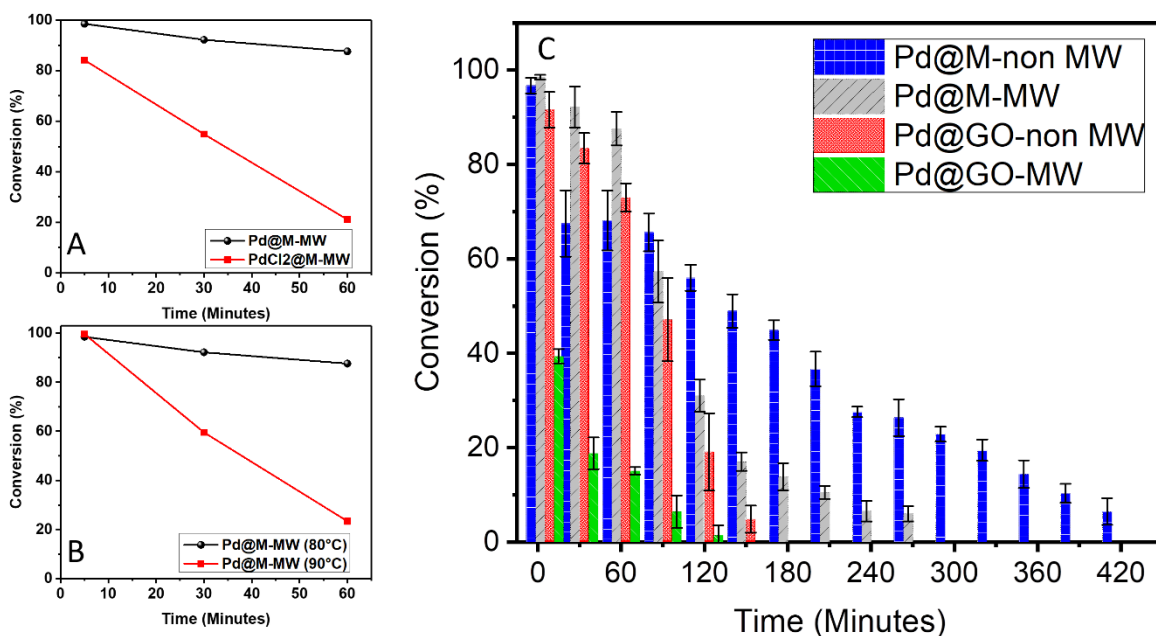 100
80
60
40
20
0
0 10 20 30 40 50 60
Conversion (%)
Time (Minutes)
A
Pd@M-MW
PdCl2@M-MW
100
80
60
40
20
0
0 10 20 30 40 50 60
Conversion (%)
Time (Minutes)
B
Pd@M-MW (80°C)
Pd@M-MW (90°C)
C
Pd@M-non MW
Pd@M-MW
Pd@GO-non MW
Pd@GO-MW
100
80
60
40
20
0
Conversion (%)
0 60 120 180 240 300 360 420
Time (Minutes)